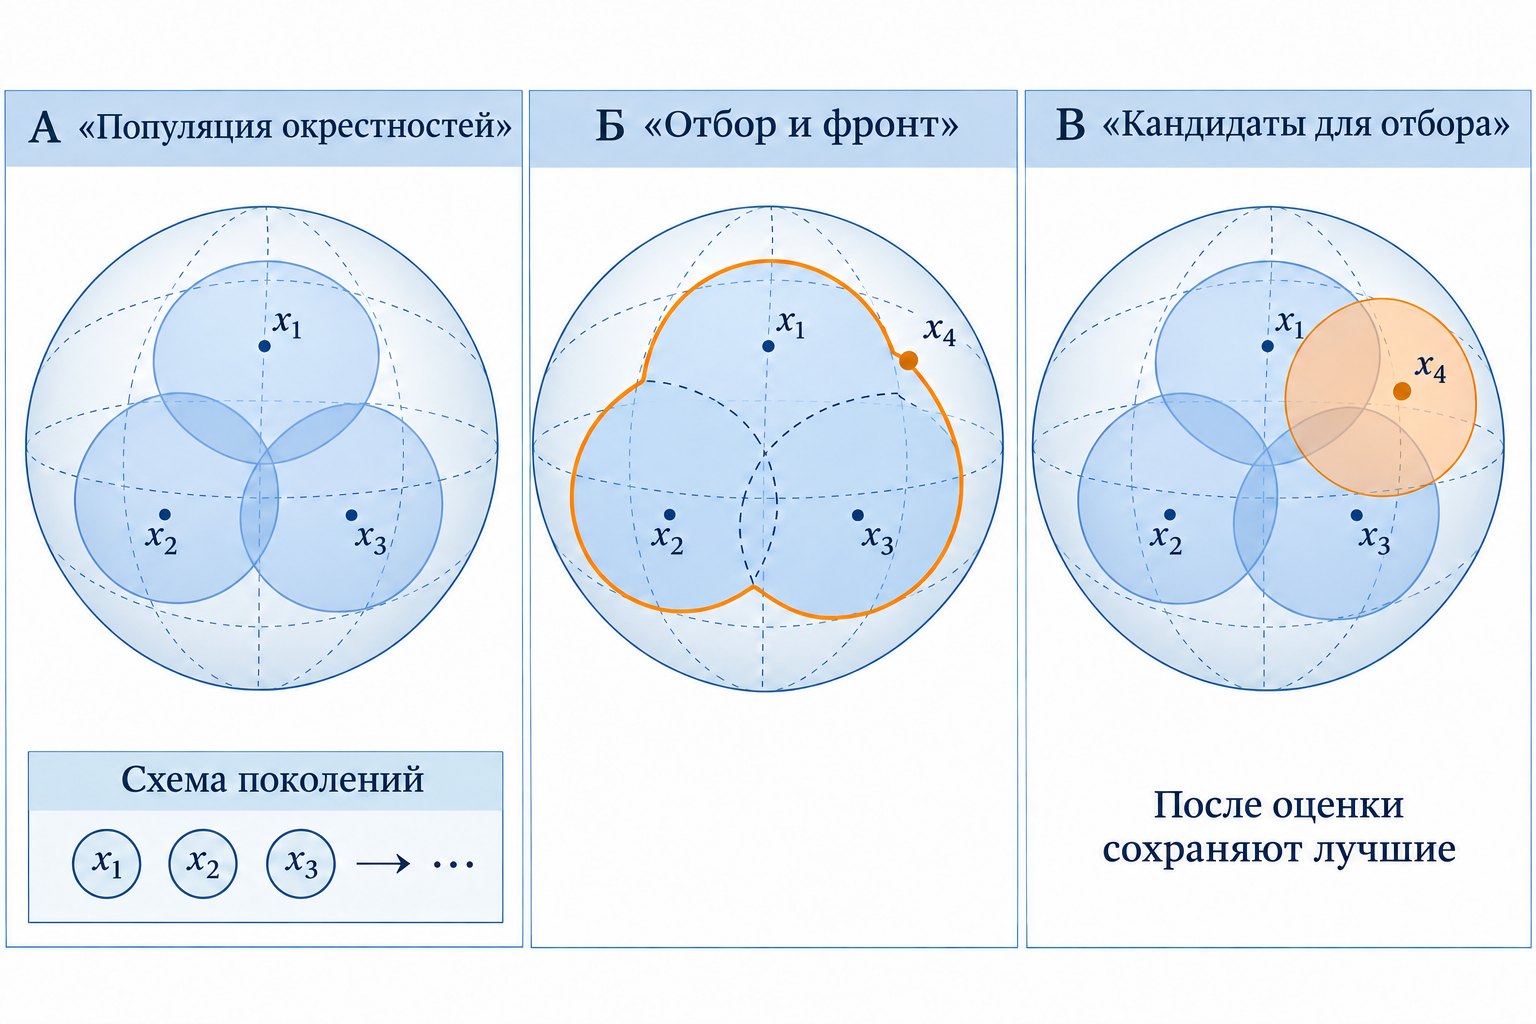 А «Популяция окрестностей»
x₁
x₂
x₃
Схема поколений
x₁ x₂ x₃ → ...
Б «Отбор и фронт»
x₁
x₄
x₂
x₃
В «Кандидаты для отбора»
x₁
x₄
x₂
x₃
После оценки
сохраняют лучшие